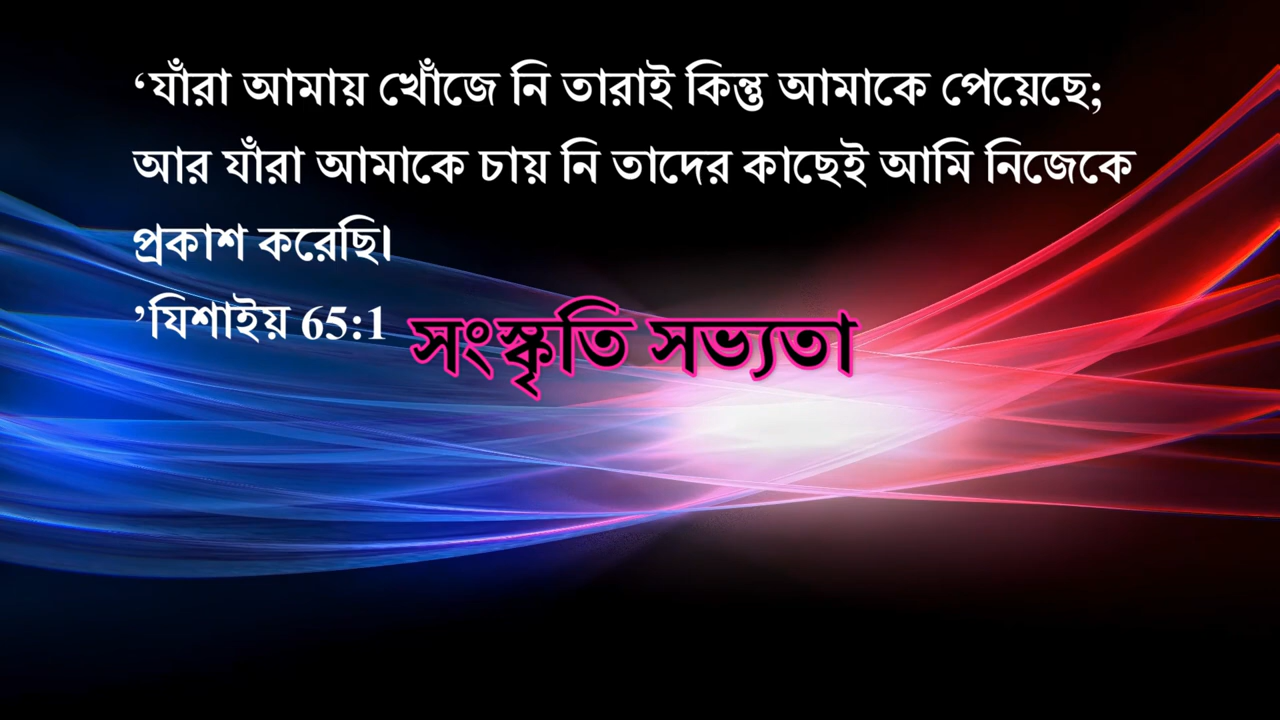 ‘যাঁরা আমায় খোঁজে নি তারাই কিন্তু আমাকে পেয়েছে;
আর যাঁরা আমাকে চায় নি তাদের কাছেই আমি নিজেকে
প্রকাশ করেছি।
’যিশাইয় 65:1
সংস্কৃতি সভ্যতা